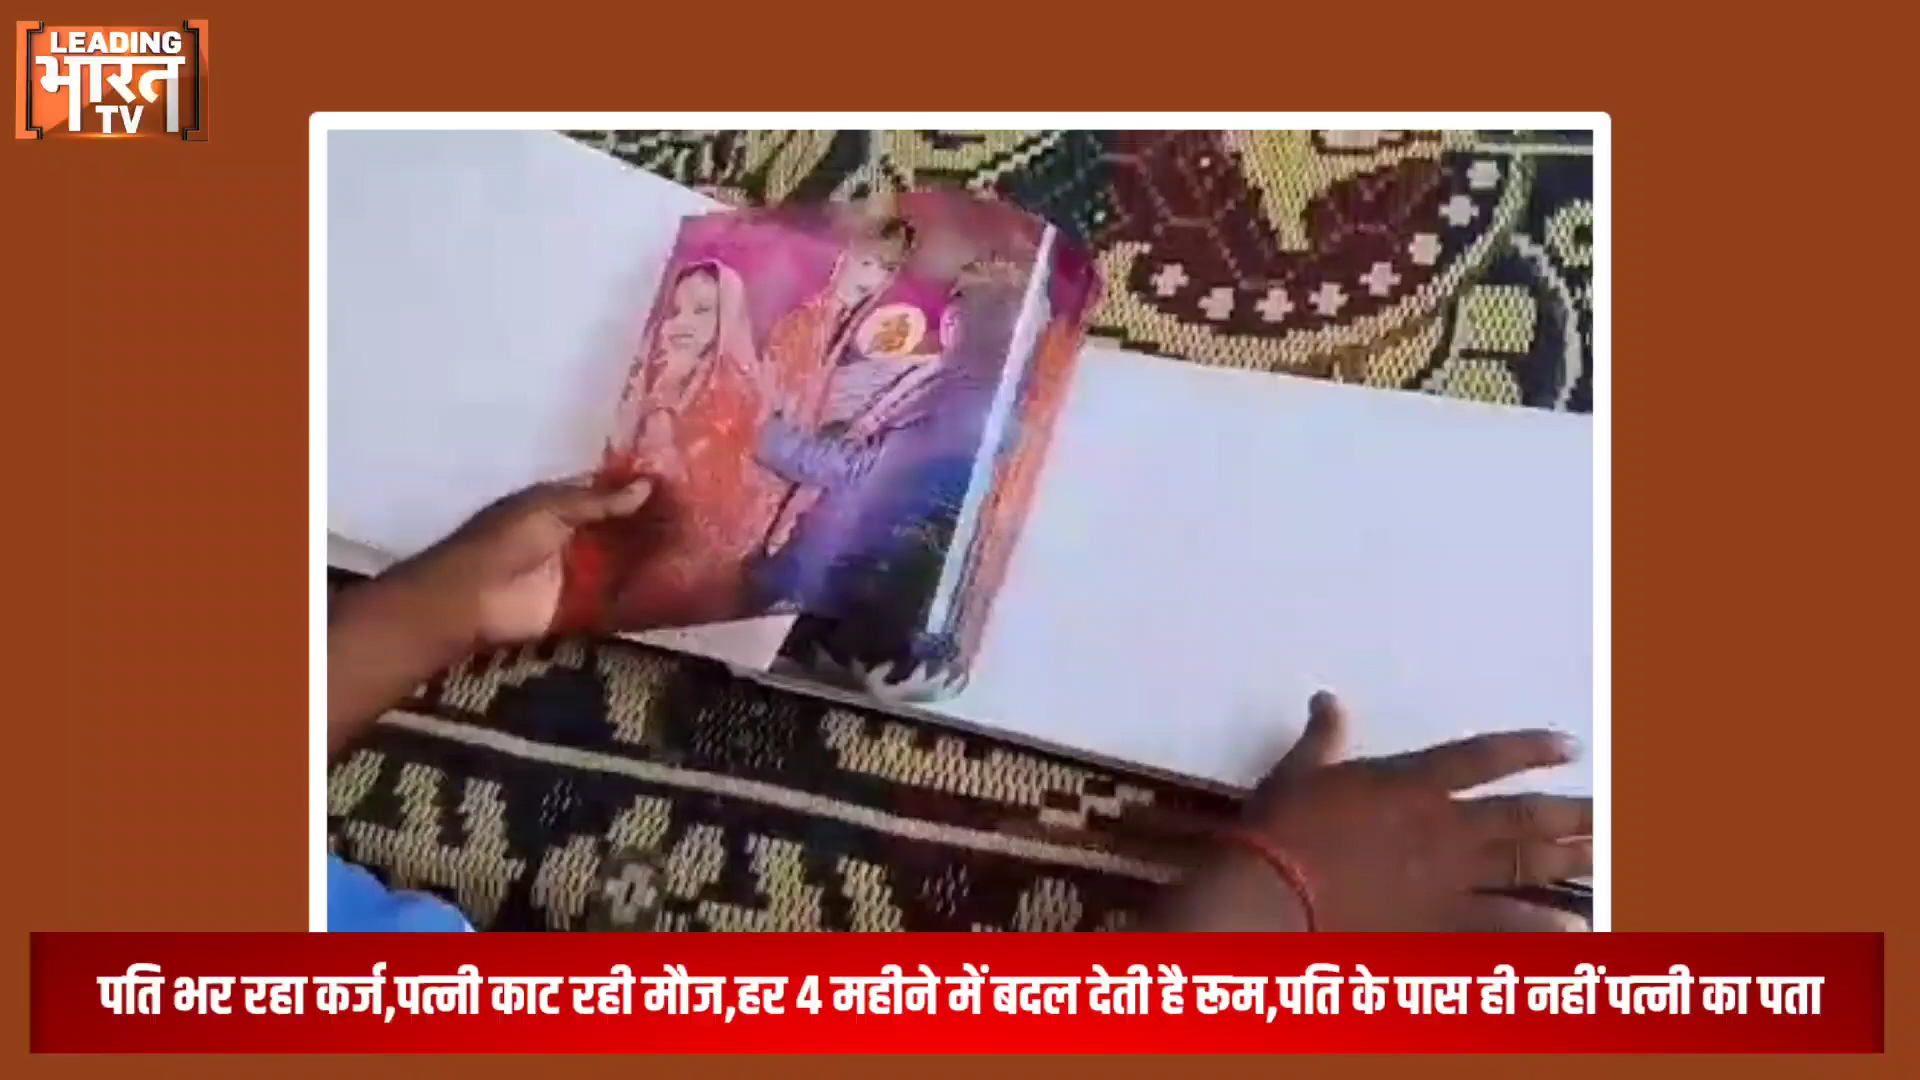 LEADING
भारत
TV
पति भर रहा कर्ज,पत्नी काट रही मौज,हर 4 महीने में बदल देती है रूम,पति के पास ही नहीं पत्नी का पता